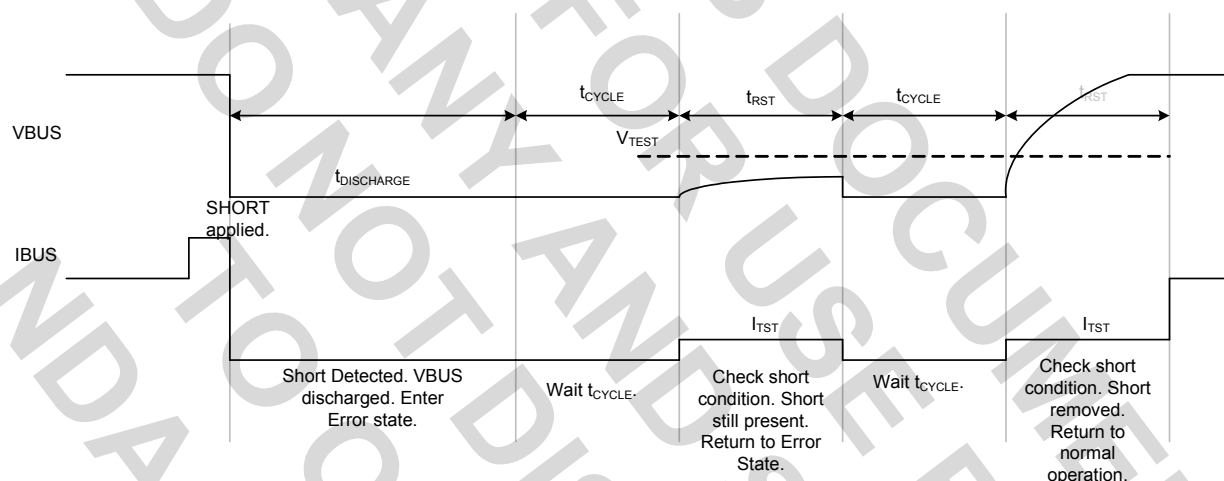 tCYCLE
tRST
tCYCLE
tRST
VBUS
VTEST
tDISCHARGE
SHORT
applied.
IBUS
ITST
ITST
Short Detected. VBUS
discharged. Enter
Error state.
Wait tCYCLE.
Check short
condition. Short
still present.
Return to Error
State.
Wait tCYCLE.
Check short
condition. Short
removed.
Return to
normal
operation.